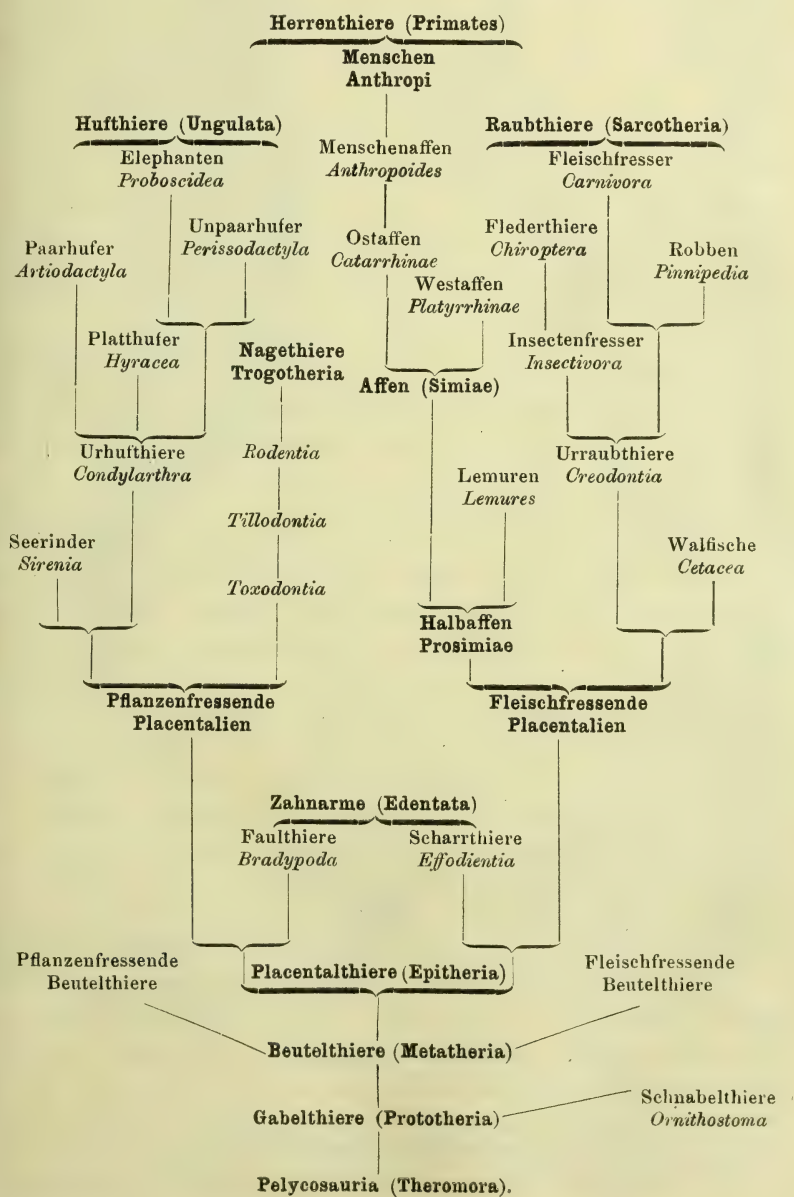 Herrenthiere (Primates)
Menschen
Anthropi
Hufthiere (Ungulata)
Raubthiere (Sarcotheria)
Elephanten
Proboscidea
Menschenaffen
Anthropoides
Fleischfresser
Carnivora
Paarhufer
Artiodactyla
Unpaarhufer
Perissodactyla
Ostaffen
Catarrhinae
Flederthiere
Chiroptera
Robben
Pinnipedia
Westaffen
Platyrrhinae
Platthufer
Hyracea
Nagethiere
Trogotheria
Affen (Simiae)
Insectenfresser
Insectivora
Urhufthiere
Condylarthra
Rodentia
Lemuren
Lemures
Urraubthiere
Creodontia
Tillodontia
Seerinder
Sirenia
Walfische
Cetacea
Toxodontia
Halbaffen
Prosimiae
Pflanzenfressende
Placentalien
Fleischfressende
Placentalien
Zahnarme (Edentata)
Faulthiere
Bradypoda
Scharrthiere
Effodientia
Pflanzenfressende
Beutelthiere
Placentalthiere (Epitheria)
Fleischfressende
Beutelthiere
Beutelthiere (Metatheria)
Gabelthiere (Prototheria)
Schnabelthiere
Ornithostoma
Pelycosauria (Theromora).